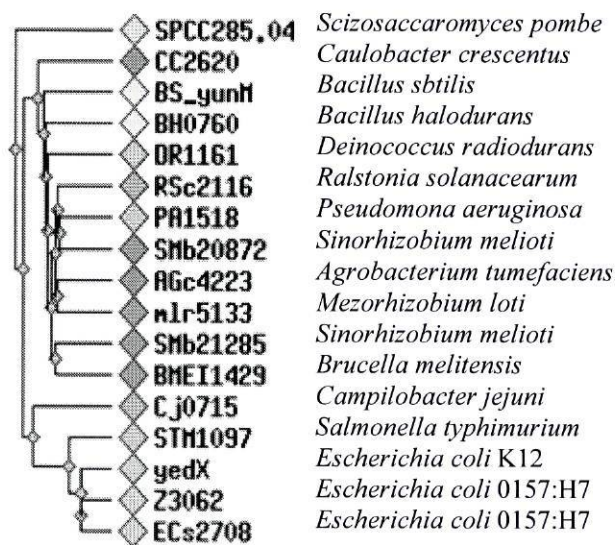 SPCC285.04 Scizosaccaromyces pombe
CC2620 Caulobacter crescentus
BS_yunM Bacillus sbtilis
BH0760 Bacillus halodurans
DR1161 Deinococcus radiodurans
RSc2116 Ralstonia solanacearum
PA1518 Pseudomona aeruginosa
SMb20872 Sinorhizobium melioti
AGc4223 Agrobacterium tumefaciens
mlr5133 Mezorhizobium loti
SMb21285 Sinorhizobium melioti
BMEI1429 Brucella melitensis
Cj0715 Campilobacter jejuni
STM1097 Salmonella typhimurium
yedX Escherichia coli K12
Z3062 Escherichia coli 0157:H7
ECs2708 Escherichia coli 0157:H7